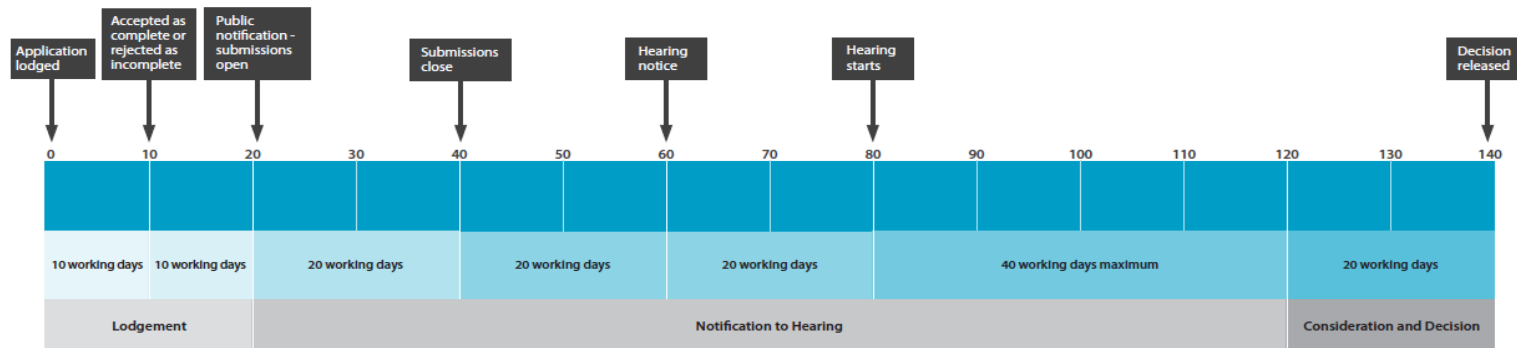 Application
lodged
Accepted as
complete or
rejected as
incomplete
Public
notification -
submissions
open
Submissions
close
Hearing
notice
Hearing
starts
Decision
released
0 10 20 30 40 50 60 70 80 90 100 110 120 130 140
10 working days 10 working days 20 working days 20 working days 20 working days 40 working days maximum 20 working days
Lodgement Notification to Hearing Consideration and Decision